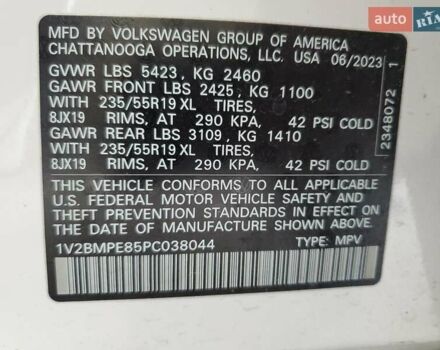 AUTO
RIA
MFD BY VOLKSWAGEN GROUP OF AMERICA
CHATTANOOGA OPERATIONS, LLC. USA 06/2023
GVWR LBS 5423, KG 2460
GAWR FRONT LBS 2425, KG 1100
WITH 235/55R19 XL TIRES,
8JX19 RIMS, AT 290 KPA, 42 PSI COLD
GAWR REAR LBS 3109, KG 1410
WITH 235/55R19 XL TIRES,
8JX19 RIMS, AT 290 KPA, 42 PSI COLD
THIS VEHICLE CONFORMS TO ALL APPLICABLE
U.S. FEDERAL MOTOR VEHICLE SAFETY AND
THEFT PREVENTION STANDARDS IN EFFECT ON
THE DATE OF MANUFACTURE SHOWN ABOVE.
1V2BMPE85PC038044 TYPE: MPV
2348072 1